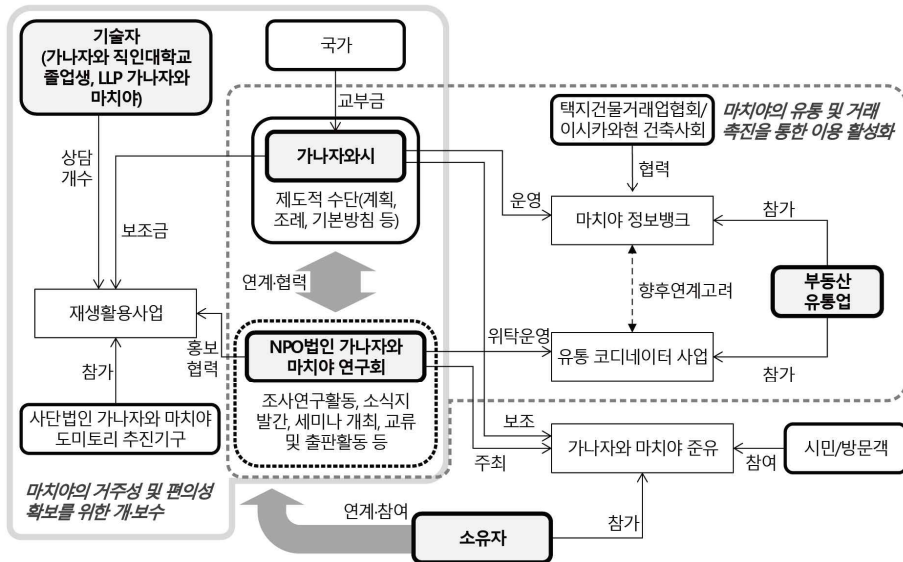 기술자
(가나자와 직인대학교
졸업생, LLP 가나자와
마치야)
국가
교부금
택지건물거래업협회/
이시카와현 건축사회
마치야의 유통 및 거래
촉진을 통한 이용 활성화
상담
개수
보조금
가나자와시
제도적 수단(계획,
조례, 기본방침 등)
협력
운영
마치야 정보뱅크
참가
연계·협력
향후연계고려
부동산
유통업
재생활용사업
홍보
협력
NPO법인 가나자와
마치야 연구회
조사연구활동, 소식지
발간, 세미나 개최, 교류
및 출판활동 등
위탁운영
유통 코디네이터 사업
참가
참가
사단법인 가나자와 마치야
도미토리 추진기구
보조
주최
가나자와 마치야 준유
참여
시민/방문객
마치야의 거주성 및 편의성
확보를 위한 개·보수
연계·참여
소유자
참가